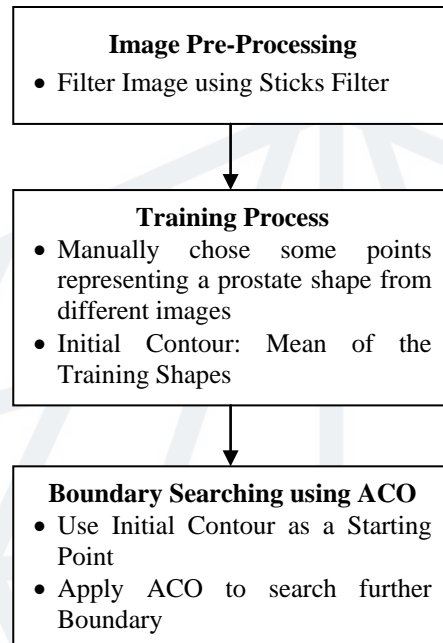 Image Pre-Processing
• Filter Image using Sticks Filter
Training Process
• Manually chose some points
representing a prostate shape from
different images
• Initial Contour: Mean of the
Training Shapes
Boundary Searching using ACO
• Use Initial Contour as a Starting
Point
• Apply ACO to search further
Boundary